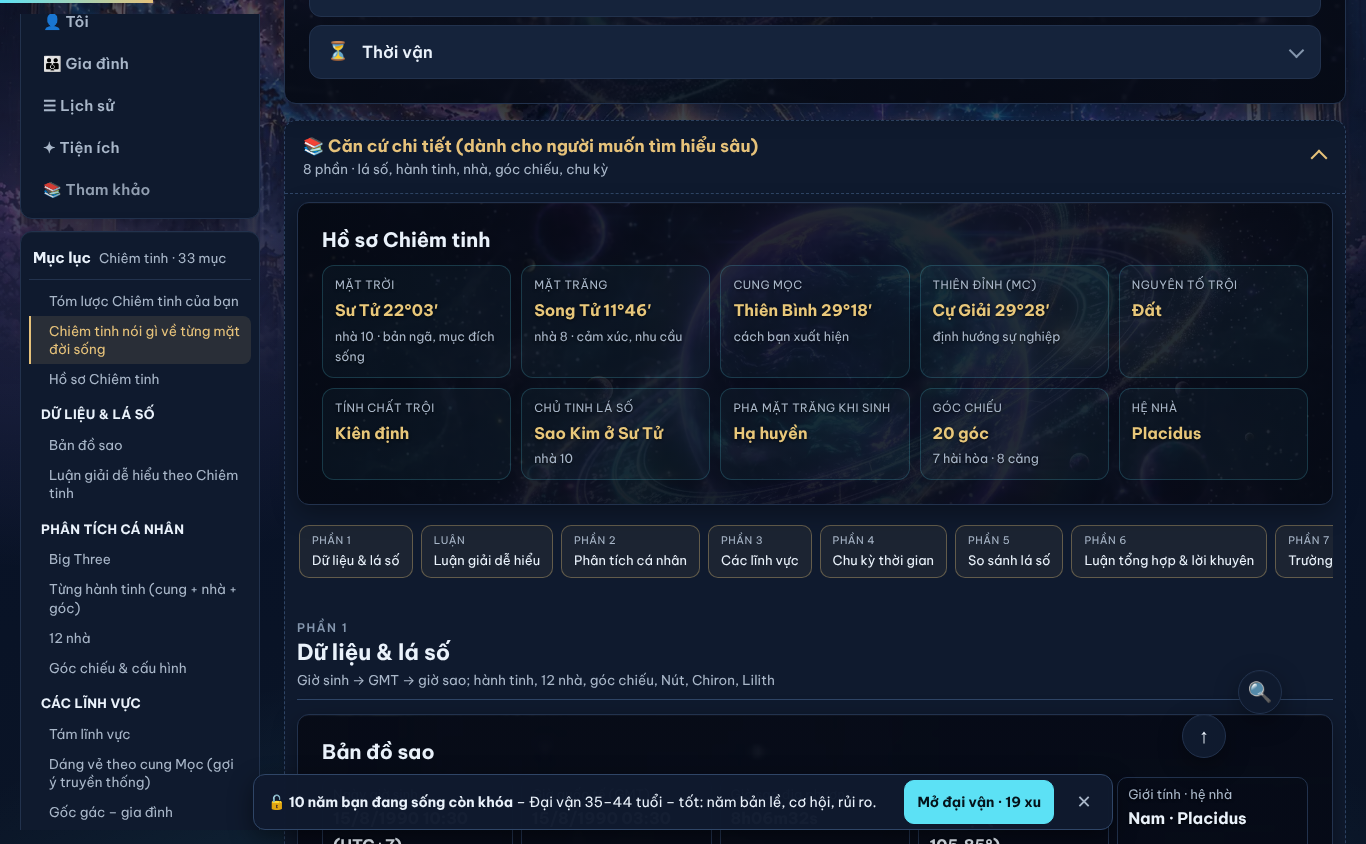 Tôi
Gia đình
Lịch sử
Tiện ích
Tham khảo
Mục lục Chiêm tinh · 33 mục
Tóm lược Chiêm tinh của bạn
Chiêm tinh nói gì về từng mặt
đời sống
Hồ sơ Chiêm tinh
DỮ LIỆU & LÁ SỐ
Bản đồ sao
Luận giải dễ hiểu theo Chiêm
tinh
PHÂN TÍCH CÁ NHÂN
Big Three
Từng hành tinh (cung + nhà +
góc)
12 nhà
Góc chiếu & cấu hình
CÁC LĨNH VỰC
Tám lĩnh vực
Dáng vẻ theo cung Mọc (gợi
ý truyền thống)
Gốc gác – gia đình
Thời vận
Căn cứ chi tiết (dành cho người muốn tìm hiểu sâu)
8 phần · lá số, hành tinh, nhà, góc chiếu, chu kỳ
Hồ sơ Chiêm tinh
MẶT TRỜI
Sư Tử 22°03′
nhà 10 · bản ngã, mục đích
sống
MẶT TRĂNG
Song Tử 11°46′
nhà 8 · cảm xúc, nhu cầu
CUNG MỌC
Thiên Bình 29°18′
cách bạn xuất hiện
THIÊN ĐỈNH (MC)
Cự Giải 29°28′
định hướng sự nghiệp
NGUYÊN TỐ TRỘI
Đất
TÍNH CHẤT TRỘI
Kiên định
CHỦ TINH LÁ SỐ
Sao Kim ở Sư Tử
nhà 10
PHA MẶT TRĂNG KHI SINH
Hạ huyền
GÓC CHIẾU
20 góc
7 hài hòa · 8 căng
HỆ NHÀ
Placidus
PHẦN 1
Dữ liệu & lá số
LUẬN
Luận giải dễ hiểu
PHẦN 2
Phân tích cá nhân
PHẦN 3
Các lĩnh vực
PHẦN 4
Chu kỳ thời gian
PHẦN 5
So sánh lá số
PHẦN 6
Luận tổng hợp & lời khuyên
PHẦN 7
Trường
PHẦN 1
Dữ liệu & lá số
Giờ sinh → GMT → giờ sao; hành tinh, 12 nhà, góc chiếu, Nút, Chiron, Lilith
Bản đồ sao
↑
🔓 10 năm bạn đang sống còn khóa – Đại vận 35–44 tuổi – tốt: năm bản lề, cơ hội, rủi ro.
Mở đại vận · 19 xu
✕
Giới tính · hệ nhà
Nam · Placidus